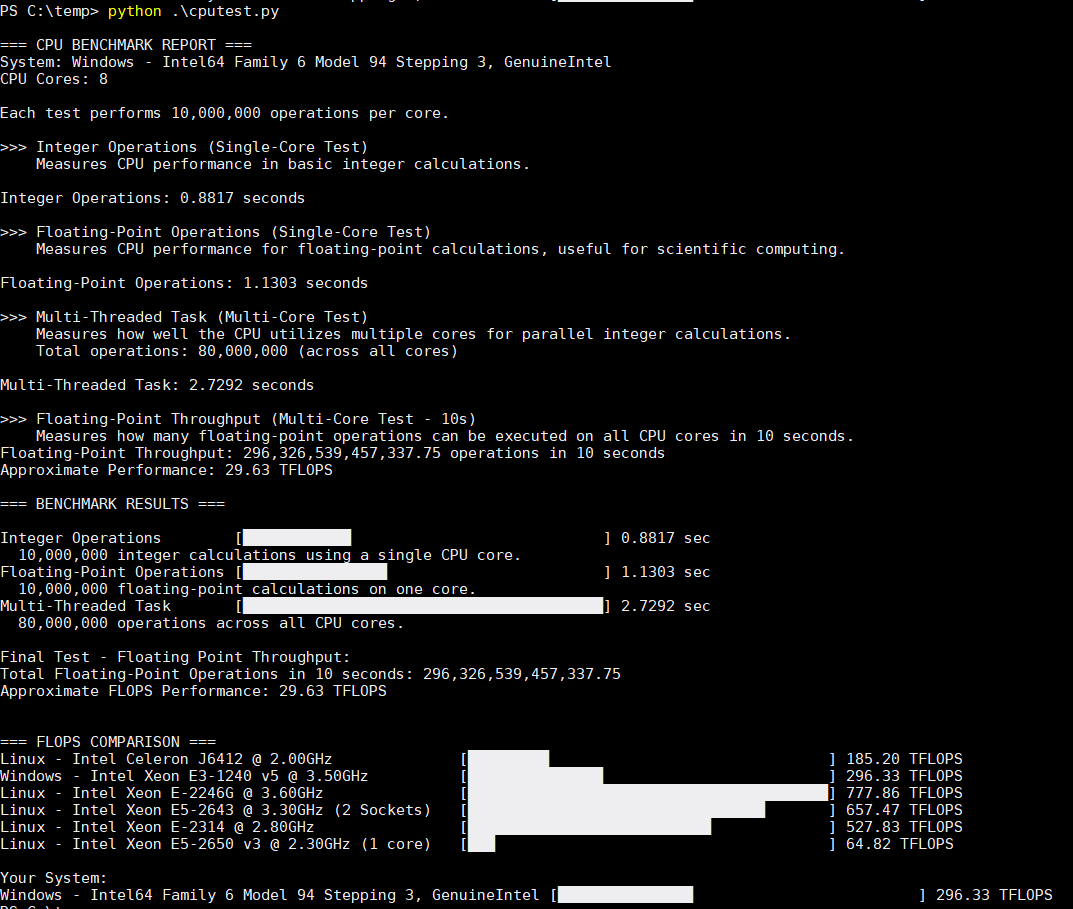 PS C:\temp> python .\cputest.py
=== CPU BENCHMARK REPORT ===
System: Windows - Intel64 Family 6 Model 94 Stepping 3, GenuineIntel
CPU Cores: 8
Each test performs 10,000,000 operations per core.
>>> Integer Operations (Single-Core Test)
Measures CPU performance in basic integer calculations.
Integer Operations: 0.8817 seconds
>>> Floating-Point Operations (Single-Core Test)
Measures CPU performance for floating-point calculations, useful for scientific computing.
Floating-Point Operations: 1.1303 seconds
>>> Multi-Threaded Task (Multi-Core Test)
Measures how well the CPU utilizes multiple cores for parallel integer calculations.
Total operations: 80,000,000 (across all cores)
Multi-Threaded Task: 2.7292 seconds
>>> Floating-Point Throughput (Multi-Core Test - 10s)
Measures how many floating-point operations can be executed on all CPU cores in 10 seconds.
Floating-Point Throughput: 296,326,539,457,337.75 operations in 10 seconds
Approximate Performance: 29.63 TFLOPS
=== BENCHMARK RESULTS ===
Integer Operations [ ] 0.8817 sec
10,000,000 integer calculations using a single CPU core.
Floating-Point Operations [ ] 1.1303 sec
10,000,000 floating-point calculations on one core.
Multi-Threaded Task [ ] 2.7292 sec
80,000,000 operations across all CPU cores.
Final Test - Floating Point Throughput:
Total Floating-Point Operations in 10 seconds: 296,326,539,457,337.75
Approximate FLOPS Performance: 29.63 TFLOPS
=== FLOPS COMPARISON ===
Linux - Intel Celeron J6412 @ 2.00GHz [ ] 185.20 TFLOPS
Windows - Intel Xeon E3-1240 v5 @ 3.50GHz [ ] 296.33 TFLOPS
Linux - Intel Xeon E-2246G @ 3.60GHz [ ] 777.86 TFLOPS
Linux - Intel Xeon E5-2643 @ 3.30GHz (2 Sockets) [ ] 657.47 TFLOPS
Linux - Intel Xeon E-2314 @ 2.80GHz [ ] 527.83 TFLOPS
Linux - Intel Xeon E5-2650 v3 @ 2.30GHz (1 core) [ ] 64.82 TFLOPS
Your System:
Windows - Intel64 Family 6 Model 94 Stepping 3, GenuineIntel [ ] 296.33 TFLOPS